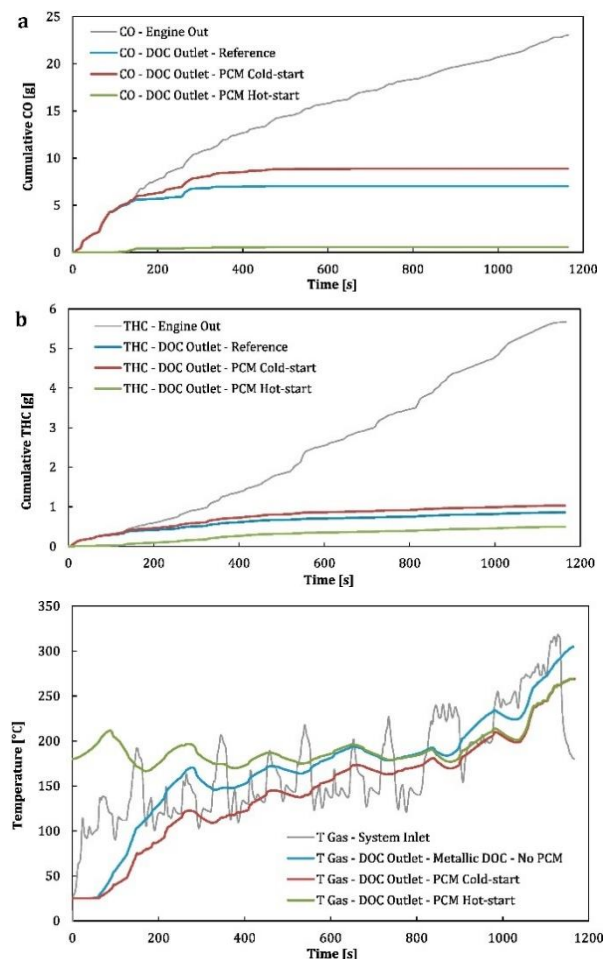 a
CO - Engine Out
CO - DOC Outlet - Reference
CO - DOC Outlet - PCM Cold-start
CO - DOC Outlet - PCM Hot-start
Cumulative CO [g]
25
20
15
10
5
0
0 200 400 600 800 1000 1200
Time [s]
b
THC - Engine Out
THC - DOC Outlet - Reference
THC - DOC Outlet - PCM Cold-start
THC - DOC Outlet - PCM Hot-start
Cumulative THC [g]
6
5
4
3
2
1
0
0 200 400 600 800 1000 1200
Time [s]
Temperature [°C]
350
300
250
200
150
100
50
0
T Gas - System Inlet
T Gas - DOC Outlet - Metallic DOC - No PCM
T Gas - DOC Outlet - PCM Cold-start
T Gas - DOC Outlet - PCM Hot-start
0 200 400 600 800 1000 1200
Time [s]